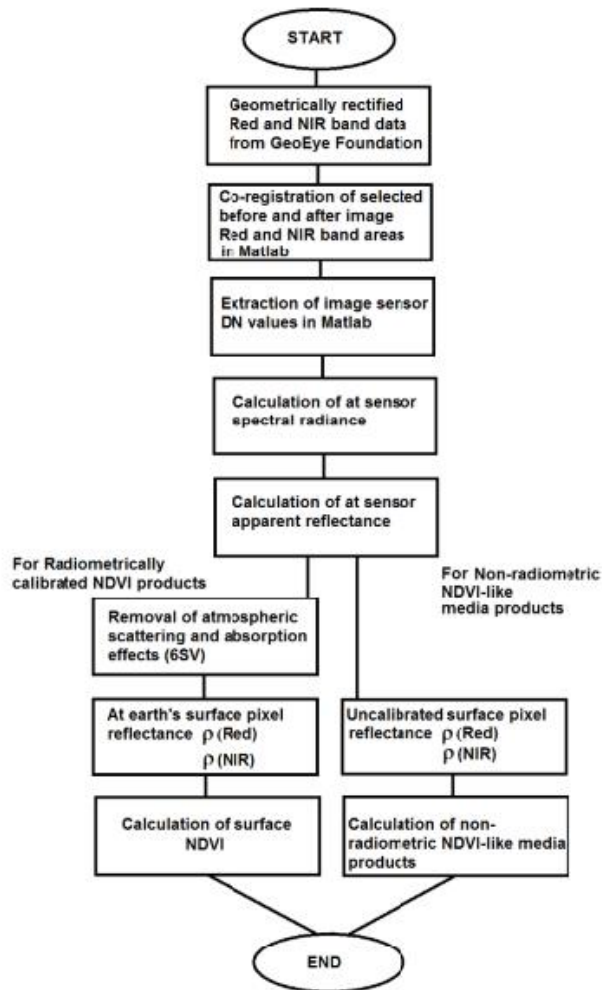 START
Geometrically rectified
Red and NIR band data
from GeoEye Foundation
Co-registration of selected
before and after image
Red and NIR band areas
in Matlab
Extraction of image sensor
DN values in Matlab
Calculation of at sensor
spectral radiance
Calculation of at sensor
apparent reflectance
For Radiometrically
calibrated NDVI products
For Non-radiometric
NDVI-like
media products
Removal of atmospheric
scattering and absorption
effects (6SV)
At earth's surface pixel
reflectance ρ (Red)
ρ (NIR)
Uncalibrated surface pixel
reflectance ρ (Red)
ρ (NIR)
Calculation of surface
NDVI
Calculation of non-
radiometric NDVI-like media
products
END